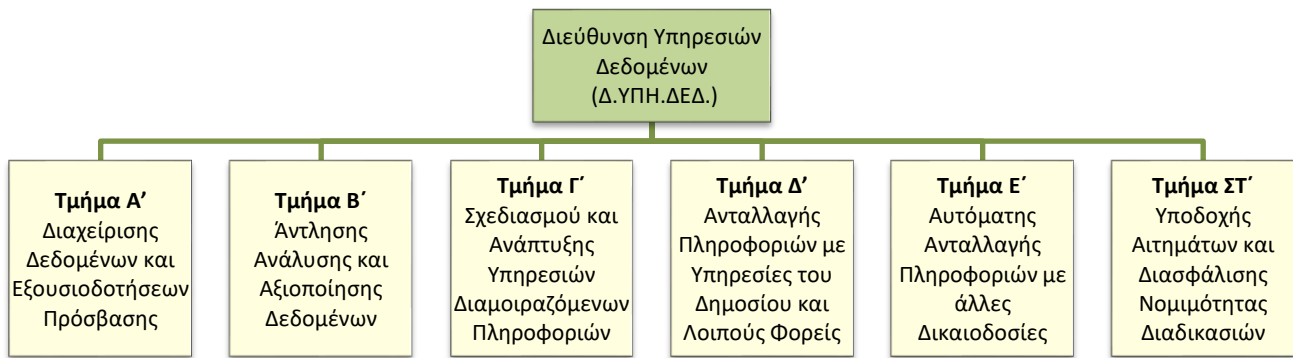 Διεύθυνση Υπηρεσιών
Δεδομένων
(Δ.ΥΠΗ.ΔΕΔ.)
Τμήμα Α’
Διαχείρισης
Δεδομένων και
Εξουσιοδοτήσεων
Πρόσβασης
Τμήμα Β΄
Άντλησης
Ανάλυσης και
Αξιοποίησης
Δεδομένων
Τμήμα Γ΄
Σχεδιασμού και
Ανάπτυξης
Υπηρεσιών
Διαμοιραζόμενων
Πληροφοριών
Τμήμα Δ’
Ανταλλαγής
Πληροφοριών με
Υπηρεσίες του
Δημοσίου και
Λοιπούς Φορείς
Τμήμα Ε΄
Αυτόματης
Ανταλλαγής
Πληροφοριών με
άλλες
Δικαιοδοσίες
Τμήμα ΣΤ΄
Υποδοχής
Αιτημάτων και
Διασφάλισης
Νομιμότητας
Διαδικασιών